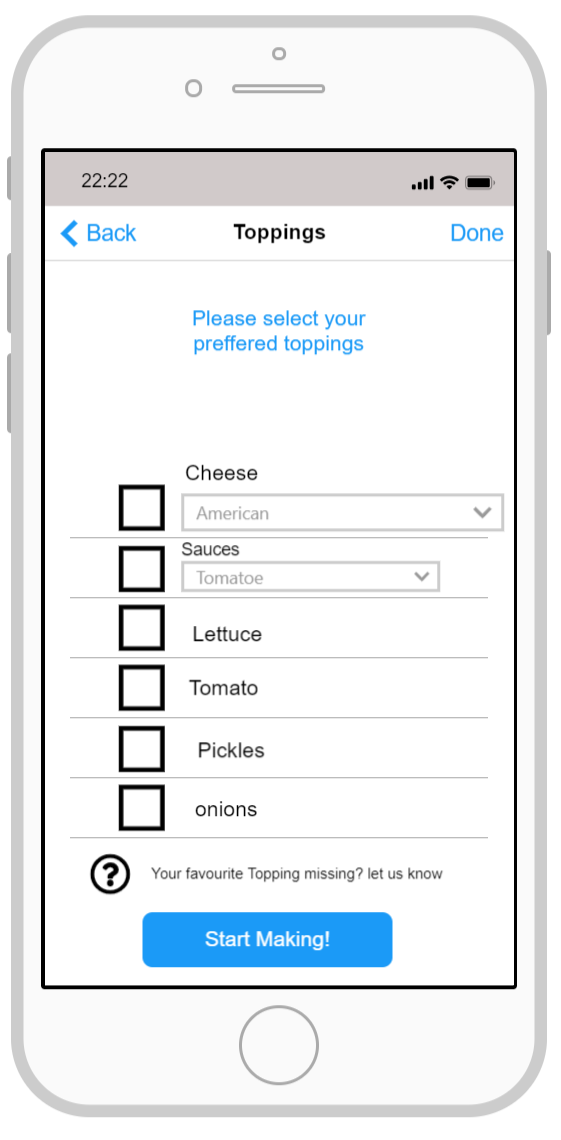 22:22
Back Toppings Done
Please select your
preffered toppings
Cheese
American
Sauces
Tomatoe
Lettuce
Tomato
Pickles
onions
? Your favourite Topping missing? let us know
Start Making!